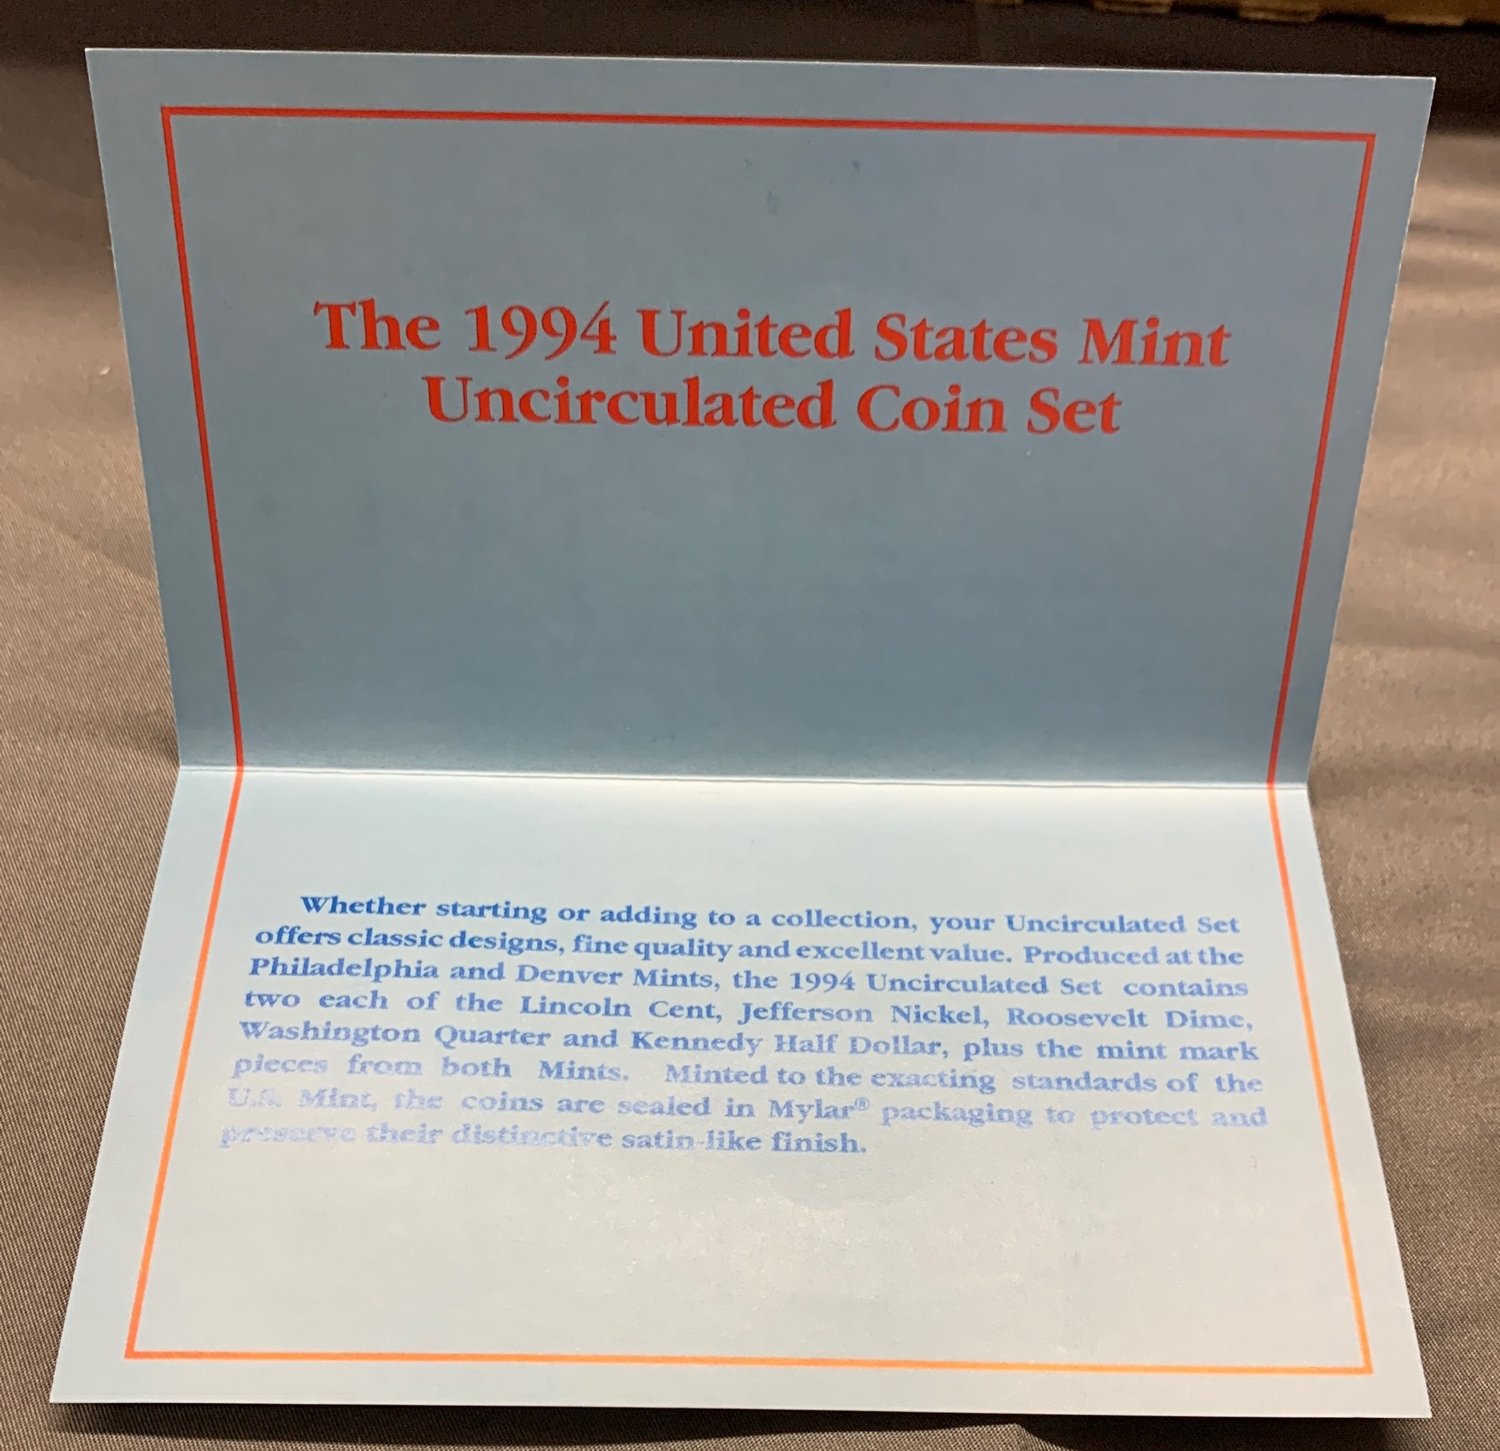 The 1994 United States Mint
Uncirculated Coin Set
Whether starting or adding to a collection, your Uncirculated Set
offers classic designs, fine quality and excellent value. Produced at the
Philadelphia and Denver Mints, the 1994 Uncirculated Set contains
two each of the Lincoln Cent, Jefferson Nickel, Roosevelt Dime,
Washington Quarter and Kennedy Half Dollar, plus the mint mark
pieces from both Mints. Minted to the exacting standards of the
U.S. Mint, the coins are sealed in Mylar® packaging to protect and
preserve their distinctive satin-like finish.